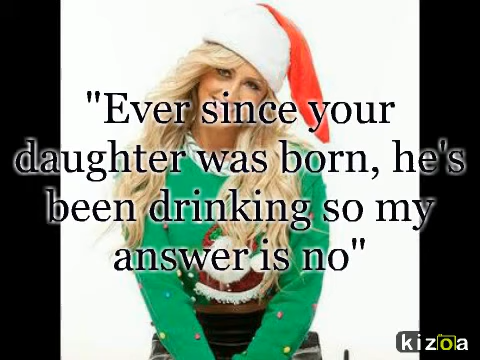 "Ever since your
daughter was born, he's
been drinking so my
answer is no"
kizoa